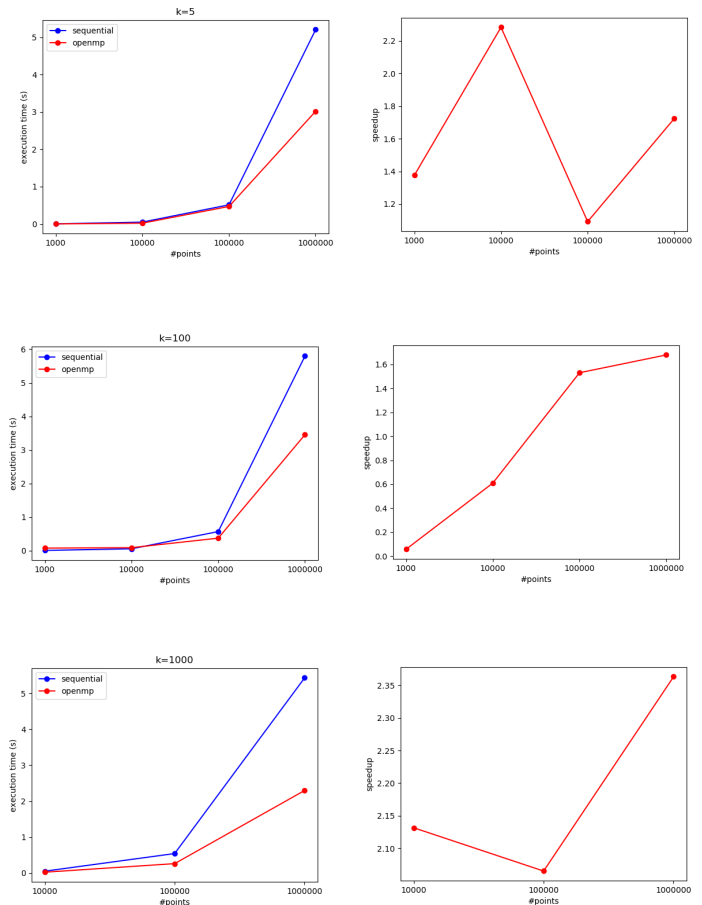 k=5
sequential
openmp
execution time (s)
5
4
3
2
1
0
1000 10000 100000 1000000
#points
speedup
2.2
2.0
1.8
1.6
1.4
1.2
1000 10000 100000 1000000
#points
k=100
sequential
openmp
execution time (s)
6
5
4
3
2
1
0
1000 10000 100000 1000000
#points
speedup
1.6
1.4
1.2
1.0
0.8
0.6
0.4
0.2
0.0
1000 10000 100000 1000000
#points
k=1000
sequential
openmp
execution time (s)
5
4
3
2
1
0
10000 100000 1000000
#points
speedup
2.35
2.30
2.25
2.20
2.15
2.10
10000 100000 1000000
#points